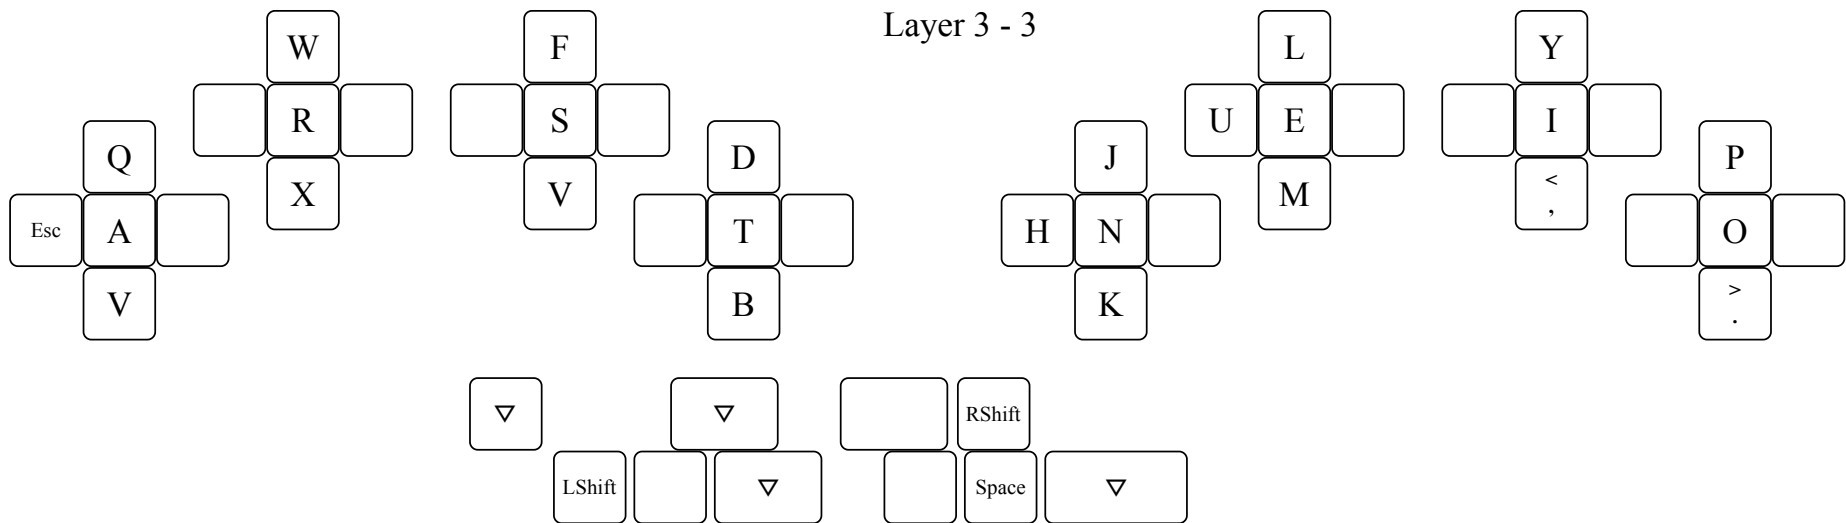 Layer 3 - 3
W F L Y
R S U E I
Q D J P
X V M <
,
Esc A T H N O
V B K >
.
▽ ▽ RShift
LShift ▽ Space ▽